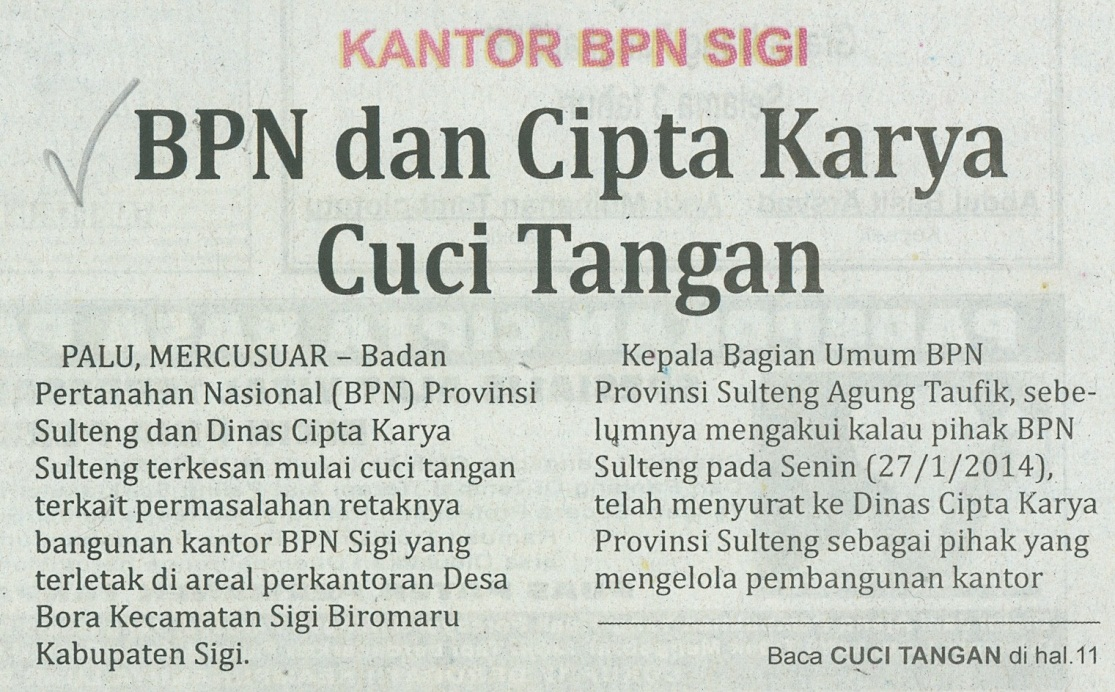 KANTOR BPN SIGI
BPN dan Cipta Karya
Cuci Tangan
PALU, MERCUSUAR – Badan
Pertanahan Nasional (BPN) Provinsi
Sulteng dan Dinas Cipta Karya
Sulteng terkesan mulai cuci tangan
terkait permasalahan retaknya
bangunan kantor BPN Sigi yang
terletak di areal perkantoran Desa
Bora Kecamatan Sigi Biromaru
Kabupaten Sigi.
Kepala Bagian Umum BPN
Provinsi Sulteng Agung Taufik, sebe-
lumnya mengakui kalau pihak BPN
Sulteng pada Senin (27/1/2014),
telah menyurat ke Dinas Cipta Karya
Provinsi Sulteng sebagai pihak yang
mengelola pembangunan kantor
Baca CUCI TANGAN di hal.11